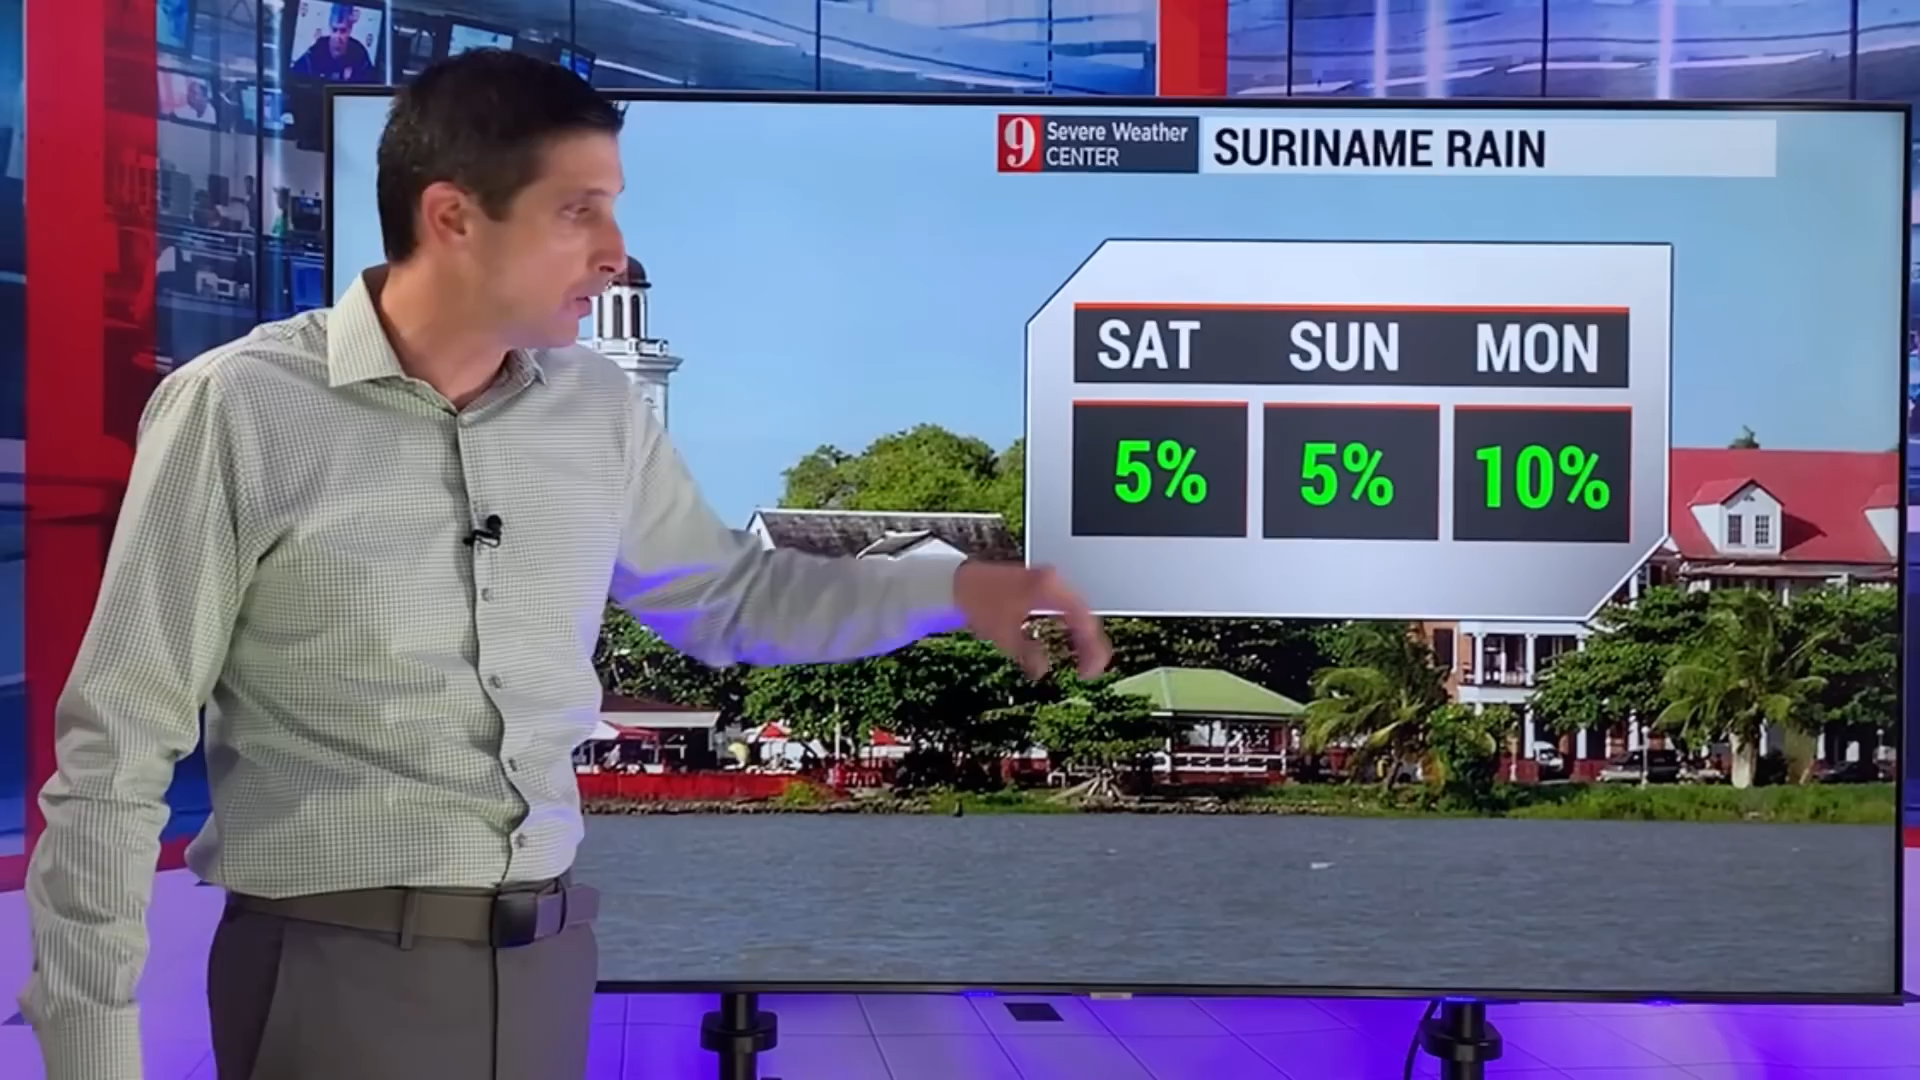 9 Severe Weather
CENTER
SURINAME RAIN
SAT SUN MON
5% 5% 10%